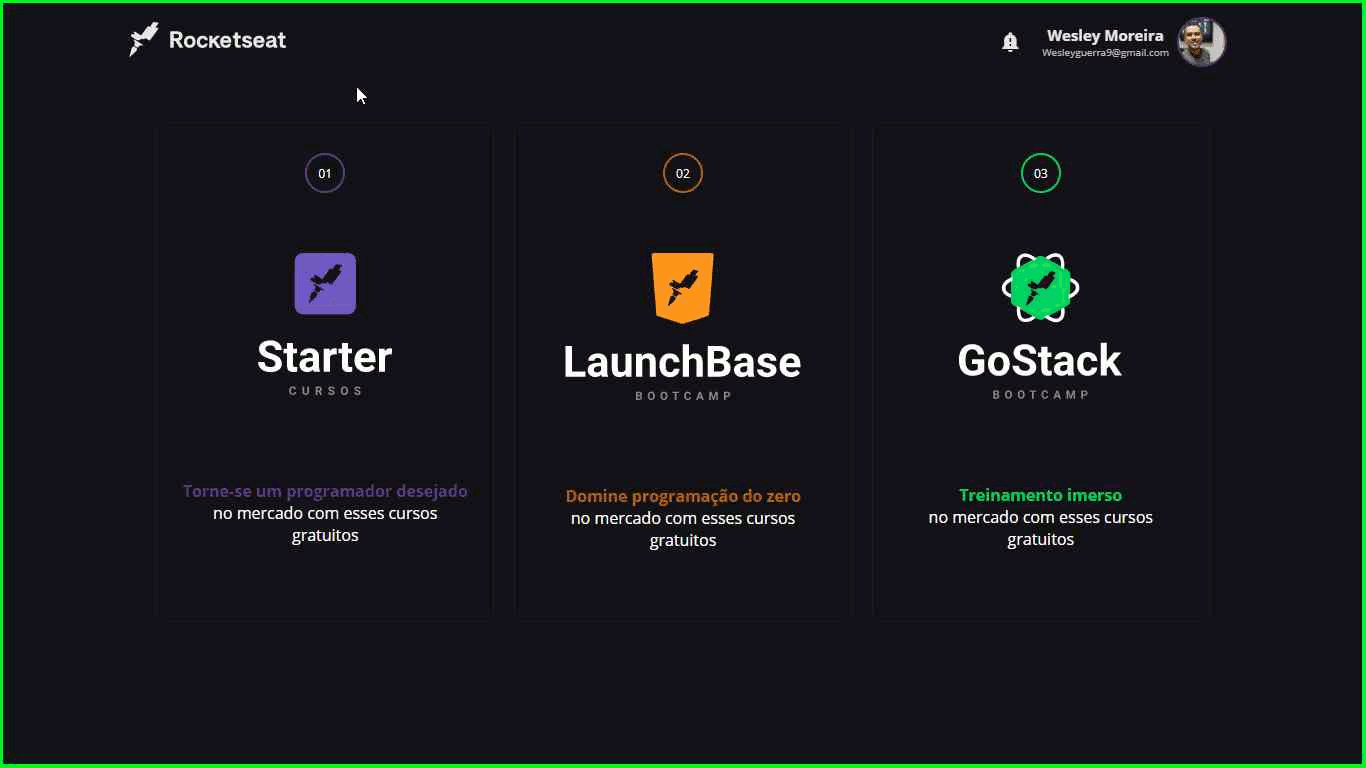 Rocketseat
Wesley Moreira
Wesleyguerra9@gmail.com
01
Starter
CURSOS
Torne-se um programador desejado
no mercado com esses cursos
gratuitos
02
LaunchBase
BOOTCAMP
Domine programação do zero
no mercado com esses cursos
gratuitos
03
GoStack
BOOTCAMP
Treinamento imerso
no mercado com esses cursos
gratuitos